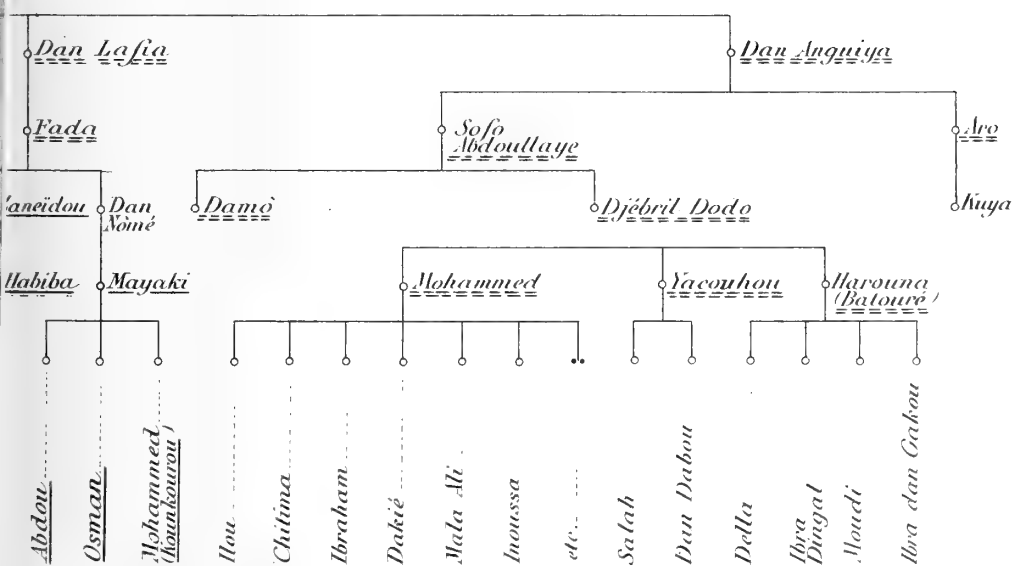 Dan Lafia
Dan Anguiya
Fada
Sofo
Abdoullaye
Aro
aneïdou
Dan
Nòmé
Damò
Djébril Dodo
Kuya
Habiba
Mayaki
Mohammed
Yacouhou
Harouna
(Batouré)
Abdou
Osman
Mohammed
(Kounkourou)
Ilou
Chitima
Ibraham
Dakié
Mala Ali
Inoussa
etc
Salah
Dan Dabou
Della
Ibra
Dingal
Moudi
Ibra dan Gakou